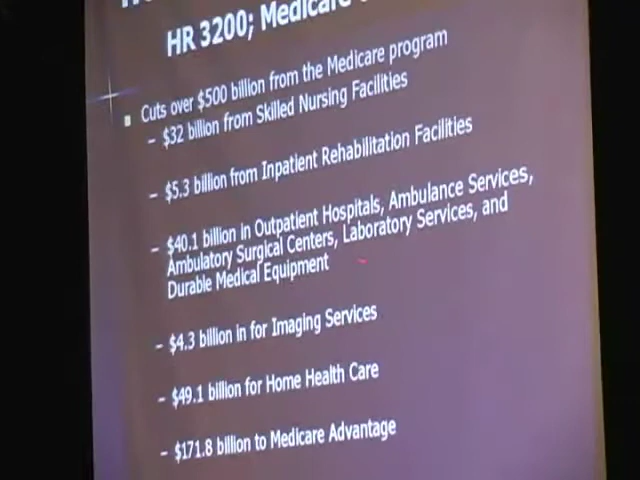 HR 3200; Medicare
Cuts over $500 billion from the Medicare program
– $32 billion from Skilled Nursing Facilities
– $5.3 billion from Inpatient Rehabilitation Facilities
– $40.1 billion in Outpatient Hospitals, Ambulance Services,
Ambulatory Surgical Centers, Laboratory Services, and
Durable Medical Equipment
– $4.3 billion in for Imaging Services
– $49.1 billion for Home Health Care
– $171.8 billion to Medicare Advantage